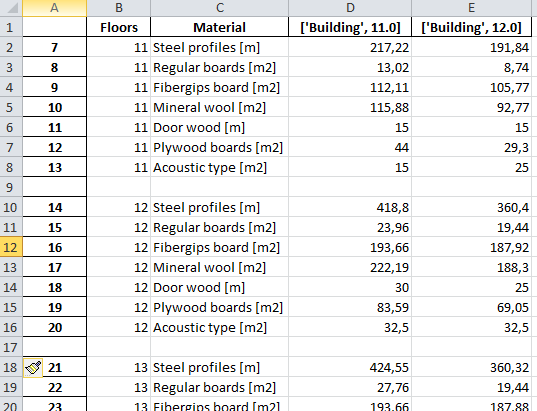 A B C D E
1 Floors Material ['Building', 11.0] ['Building', 12.0]
2 7 11 Steel profiles [m] 217,22 191,84
3 8 11 Regular boards [m2] 13,02 8,74
4 9 11 Fibergips board [m2] 112,11 105,77
5 10 11 Mineral wool [m2] 115,88 92,77
6 11 11 Door wood [m] 15 15
7 12 11 Plywood boards [m2] 44 29,3
8 13 11 Acoustic type [m2] 15 25
9
10 14 12 Steel profiles [m] 418,8 360,4
11 15 12 Regular boards [m2] 23,96 19,44
12 16 12 Fibergips board [m2] 193,66 187,92
13 17 12 Mineral wool [m2] 222,19 188,3
14 18 12 Door wood [m] 30 25
15 19 12 Plywood boards [m2] 83,59 69,05
16 20 12 Acoustic type [m2] 32,5 32,5
17
18 21 13 Steel profiles [m] 424,55 360,32
19 22 13 Regular boards [m2] 27,76 19,44
20 23 13 Fibergips board [m2] 193,66 187,88